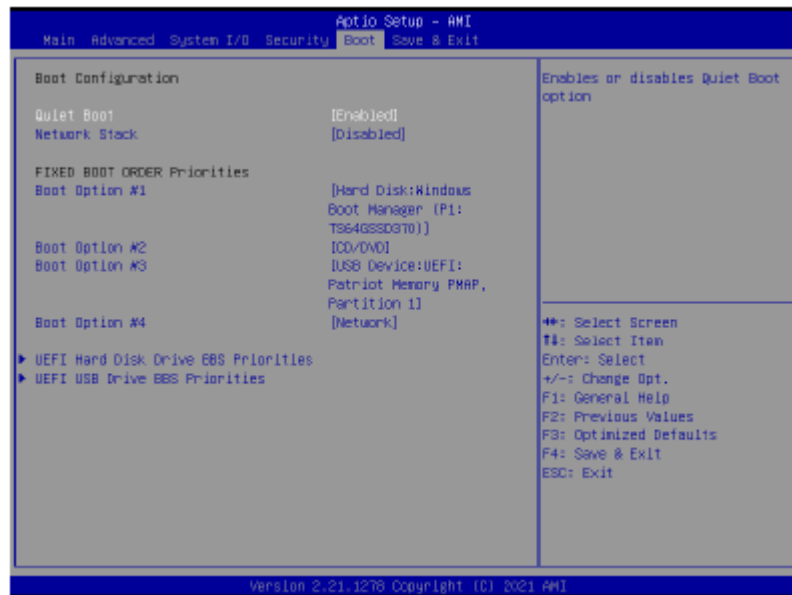 Aptio Setup - AMI
Main Advanced System I/O Security Boot Save & Exit
Boot Configuration
Quiet Boot [Enabled]
Network Stack [Disabled]
FIXED BOOT ORDER Priorities
Boot Option #1 [Hard Disk:Windows
Boot Manager (P1:
TS64GSSD370)]
Boot Option #2 [CD/DVD]
Boot Option #3 [USB Device:UEFI:
Patriot Memory PMAP,
Partition 1]
Boot Option #4 [Network]
UEFI Hard Disk Drive BBS Priorities
UEFI USB Drive BBS Priorities
Enables or disables Quiet Boot
option
: Select Screen
: Select Item
Enter: Select
+/-: Change Opt.
F1: General Help
F2: Previous Values
F3: Optimized Defaults
F4: Save & Exit
ESC: Exit
Version 2.21.1278 Copyright (C) 2021 AMI